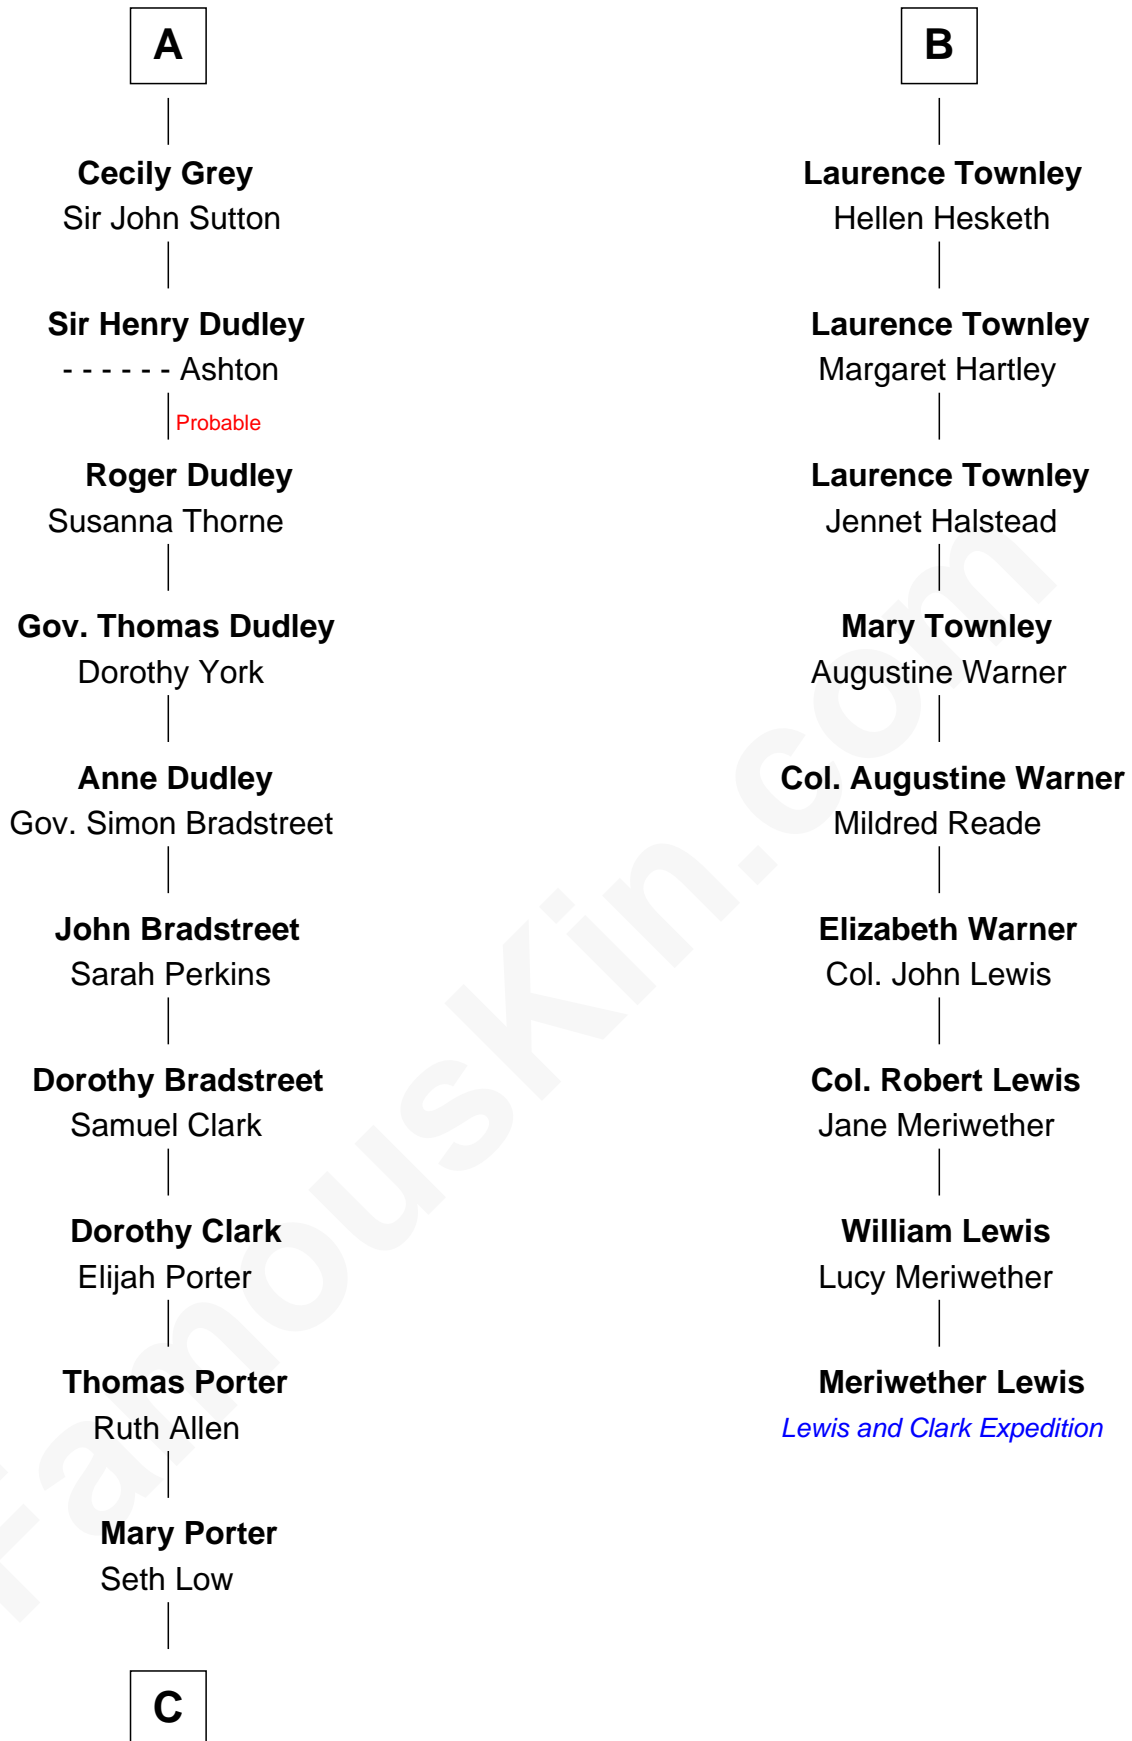 A
Cecily Grey
Sir John Sutton
Sir Henry Dudley
- - - - - - Ashton
Probable
Roger Dudley
Susanna Thorne
Gov. Thomas Dudley
Dorothy York
Anne Dudley
Gov. Simon Bradstreet
John Bradstreet
Sarah Perkins
Dorothy Bradstreet
Samuel Clark
Dorothy Clark
Elijah Porter
Thomas Porter
Ruth Allen
Mary Porter
Seth Low
C
B
Laurence Townley
Hellen Hesketh
Laurence Townley
Margaret Hartley
Laurence Townley
Jennet Halstead
Mary Townley
Augustine Warner
Col. Augustine Warner
Mildred Reade
Elizabeth Warner
Col. John Lewis
Col. Robert Lewis
Jane Meriwether
William Lewis
Lucy Meriwether
Meriwether Lewis
Lewis and Clark Expedition
FamousKin.com